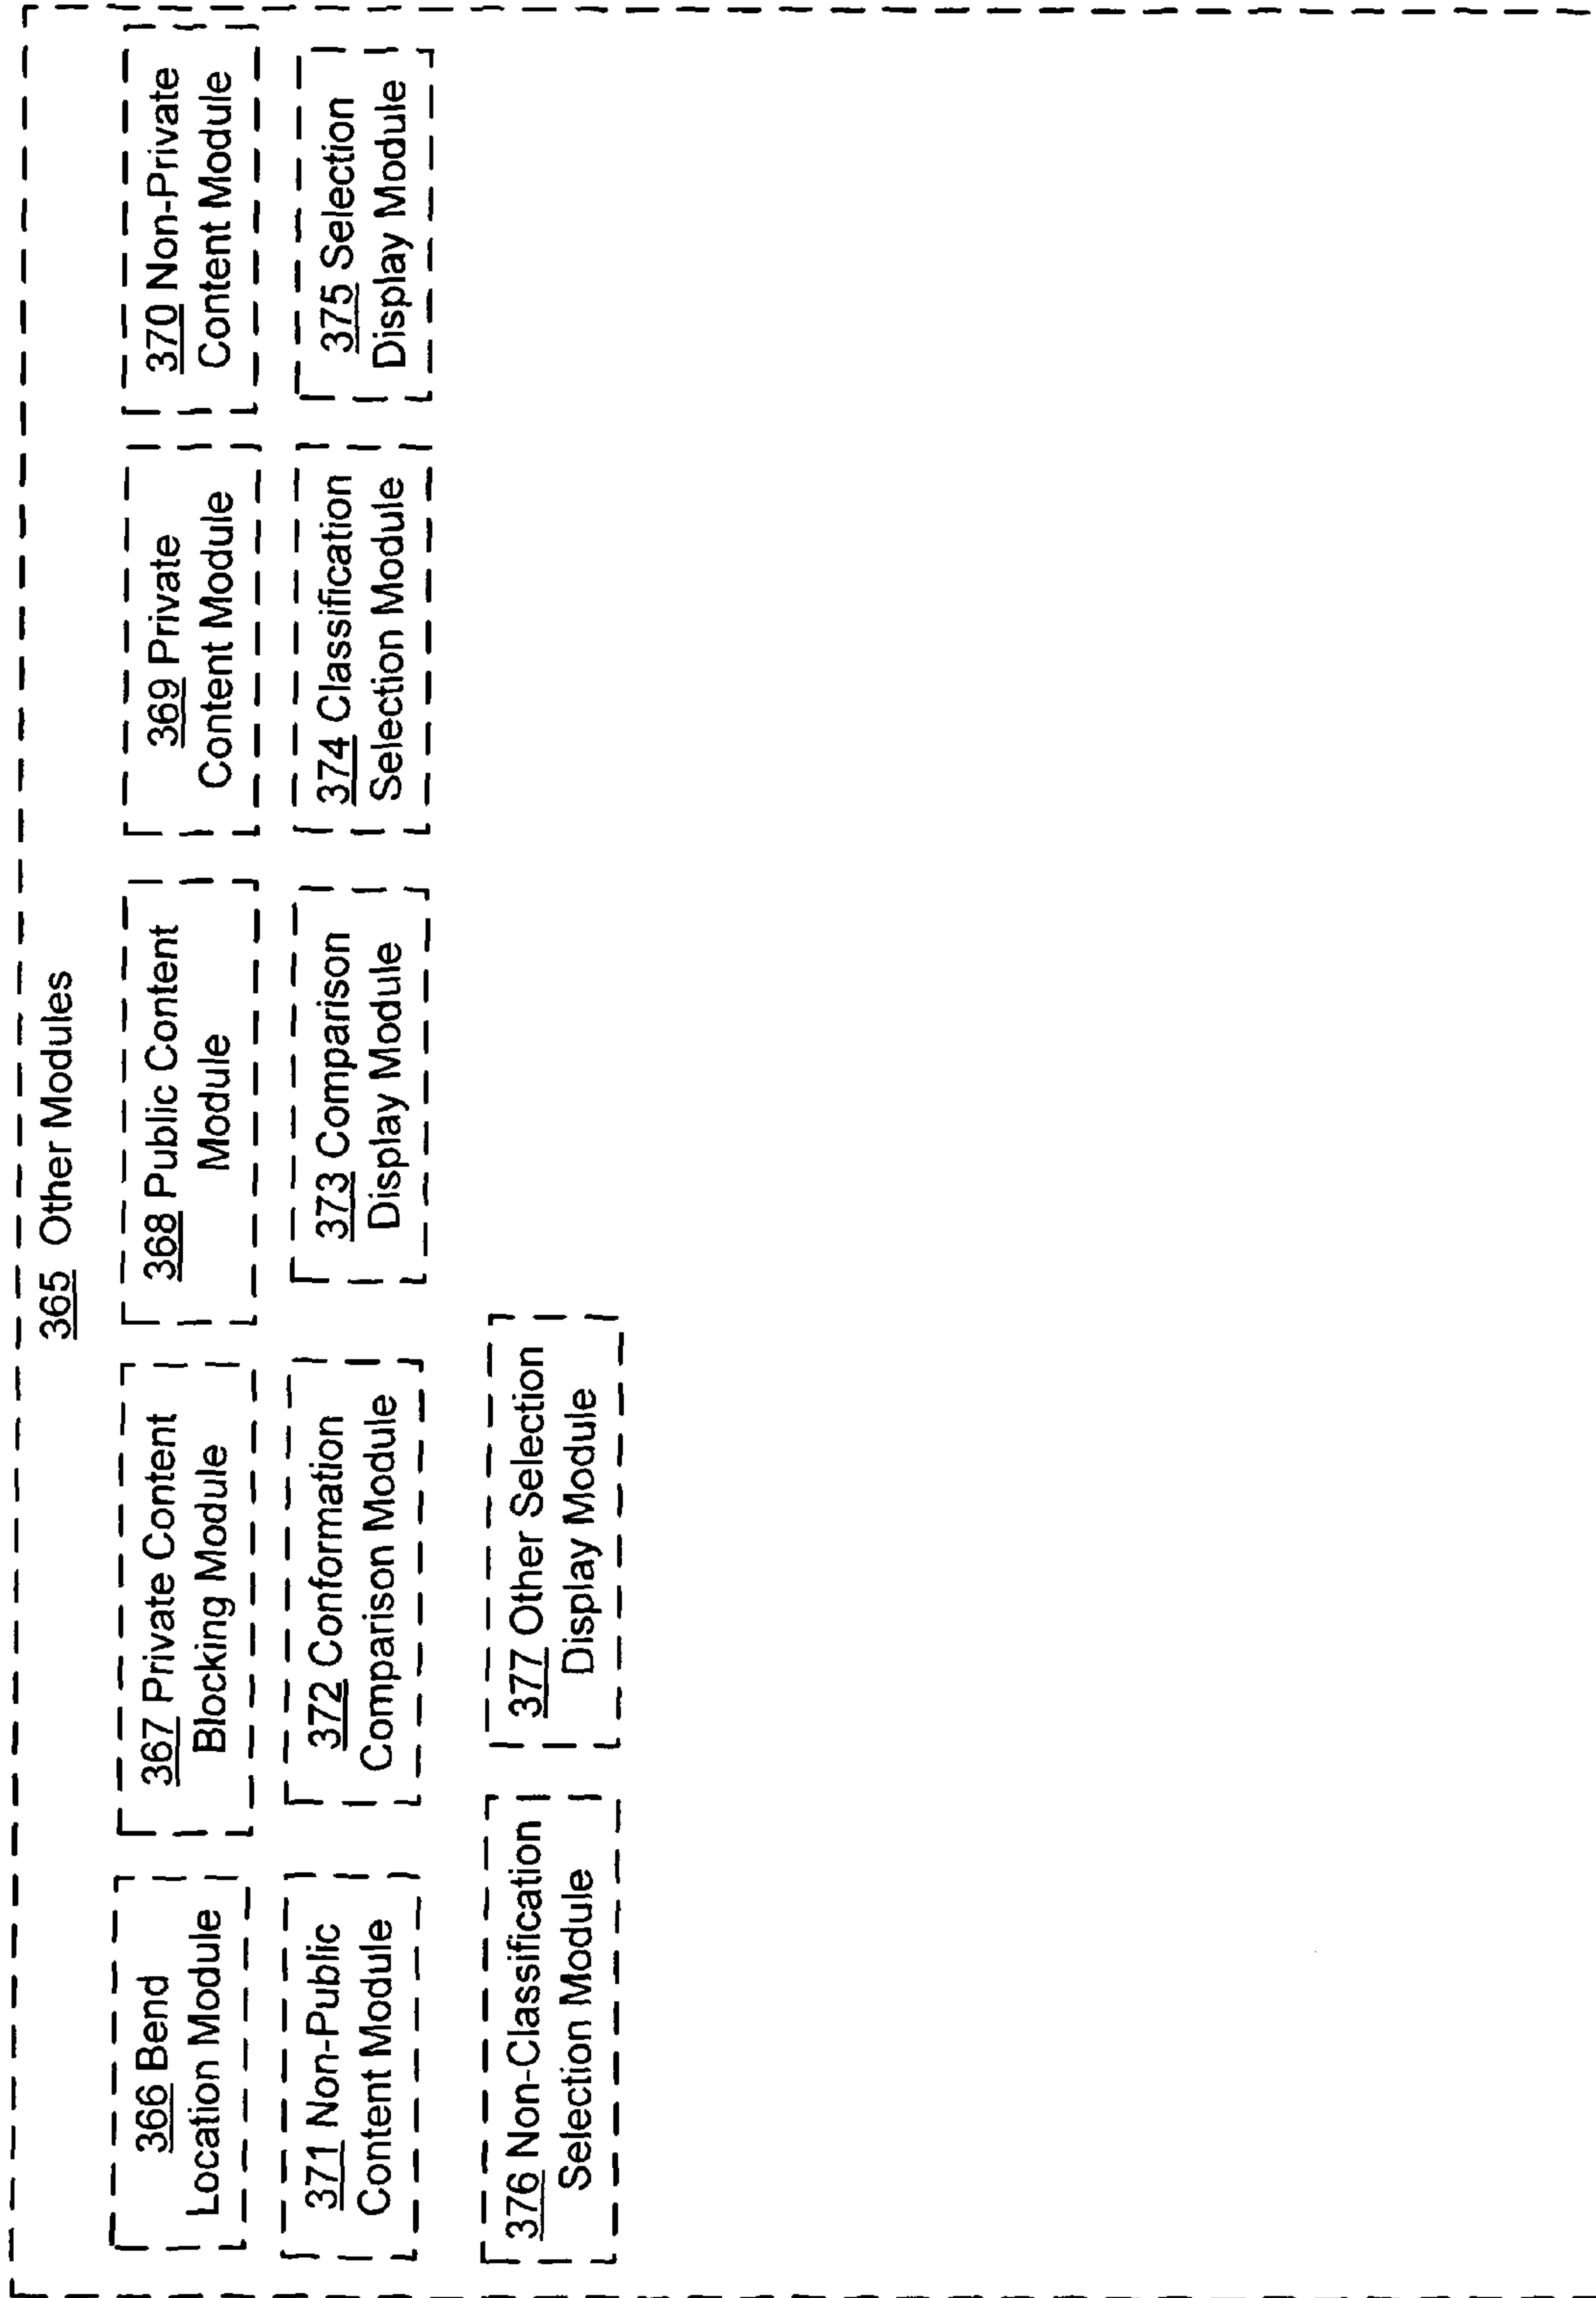 365 Other Modules
366 Bend
Location Module
367 Private Content
Blocking Module
368 Public Content
Module
369 Private
Content Module
370 Non-Private
Content Module
371 Non-Public
Content Module
372 Conformation
Comparison Module
373 Comparison
Display Module
374 Classification
Selection Module
375 Selection
Display Module
376 Non-Classification
Selection Module
377 Other Selection
Display Module